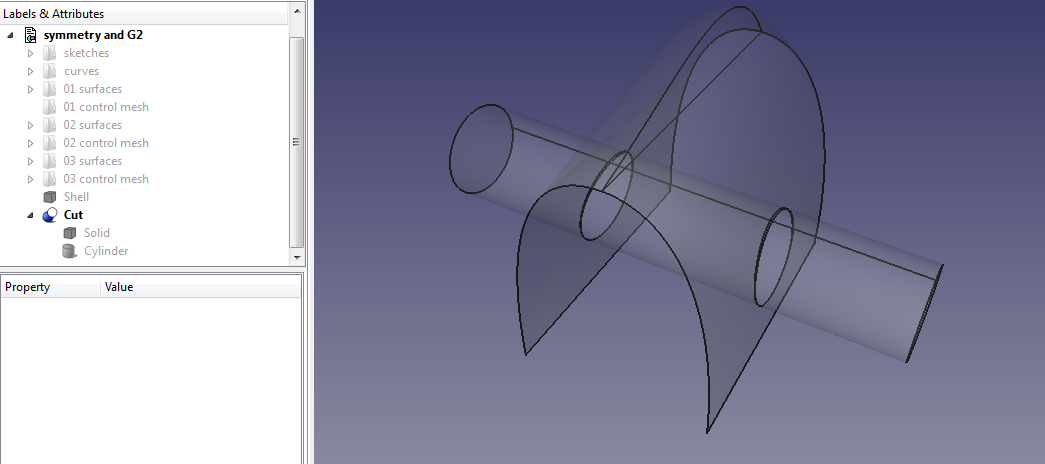 Labels & Attributes
symmetry and G2
sketches
curves
01 surfaces
01 control mesh
02 surfaces
02 control mesh
03 surfaces
03 control mesh
Shell
Cut
Solid
Cylinder
Property Value